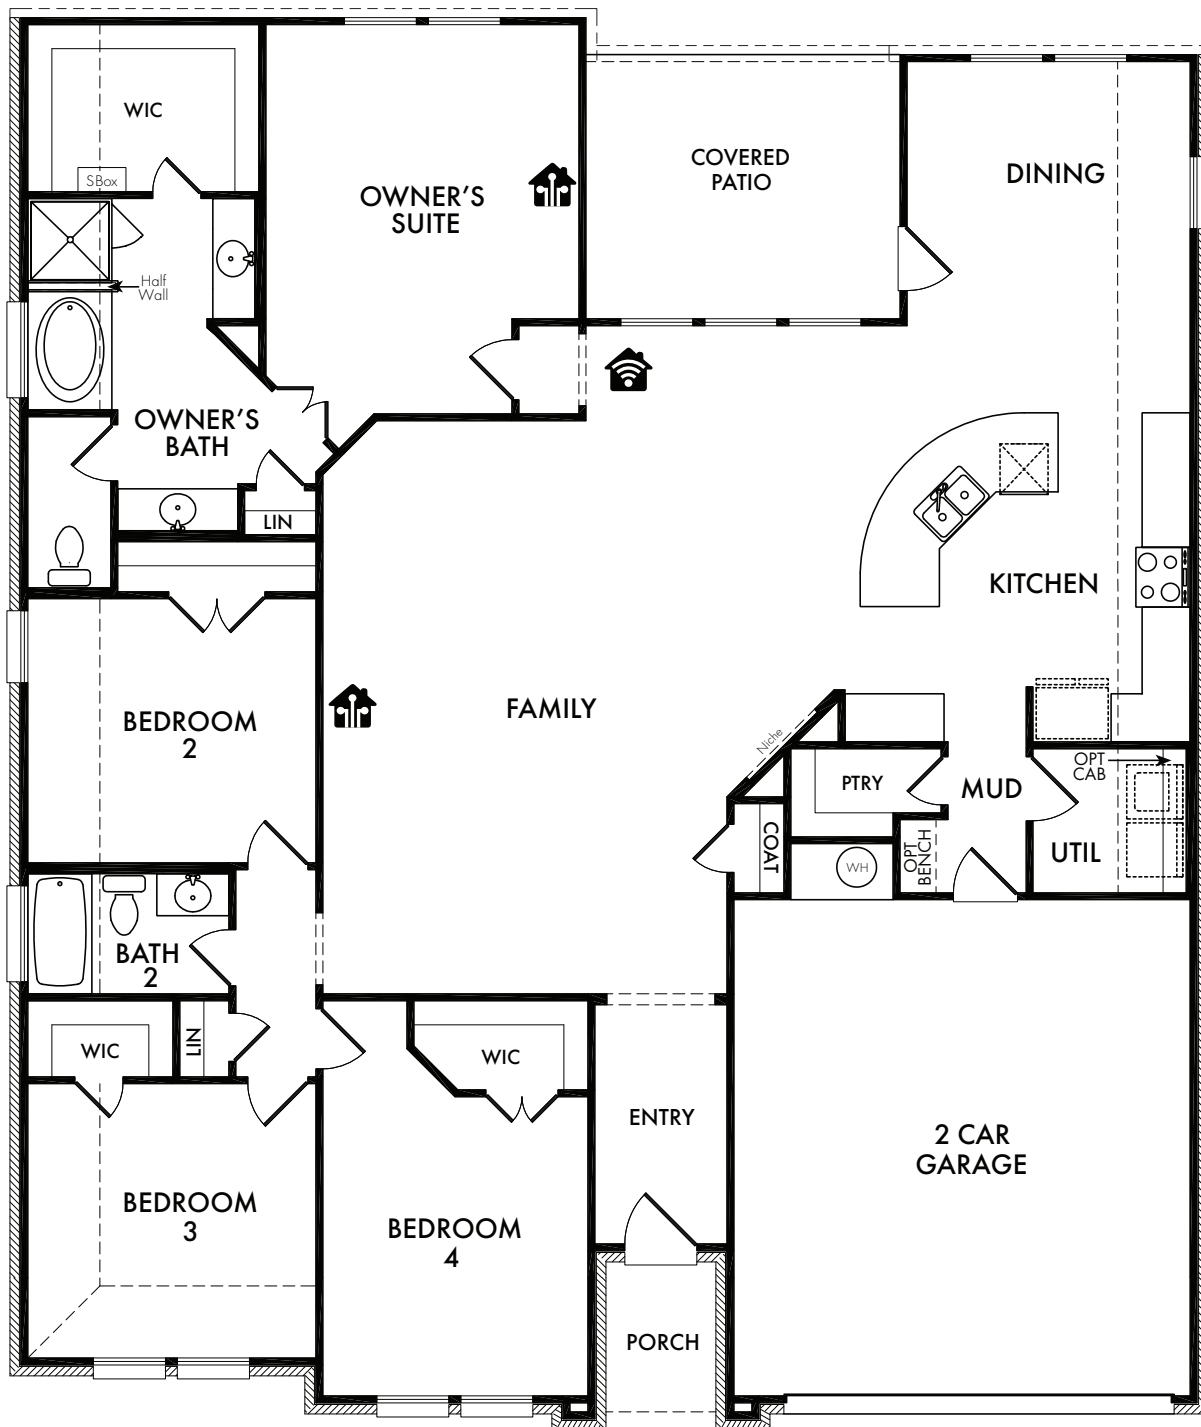 WIC
SBox
OWNER'S
SUITE
COVERED
PATIO
DINING
Half
Wall
OWNER'S
BATH
LIN
KITCHEN
BEDROOM
2
FAMILY
Niche
PTRY
MUD
OPT
CAB
COAT
WH
OPT
BENCH
UTIL
BATH
2
WIC
LIN
WIC
ENTRY
2 CAR
GARAGE
BEDROOM
3
BEDROOM
4
PORCH